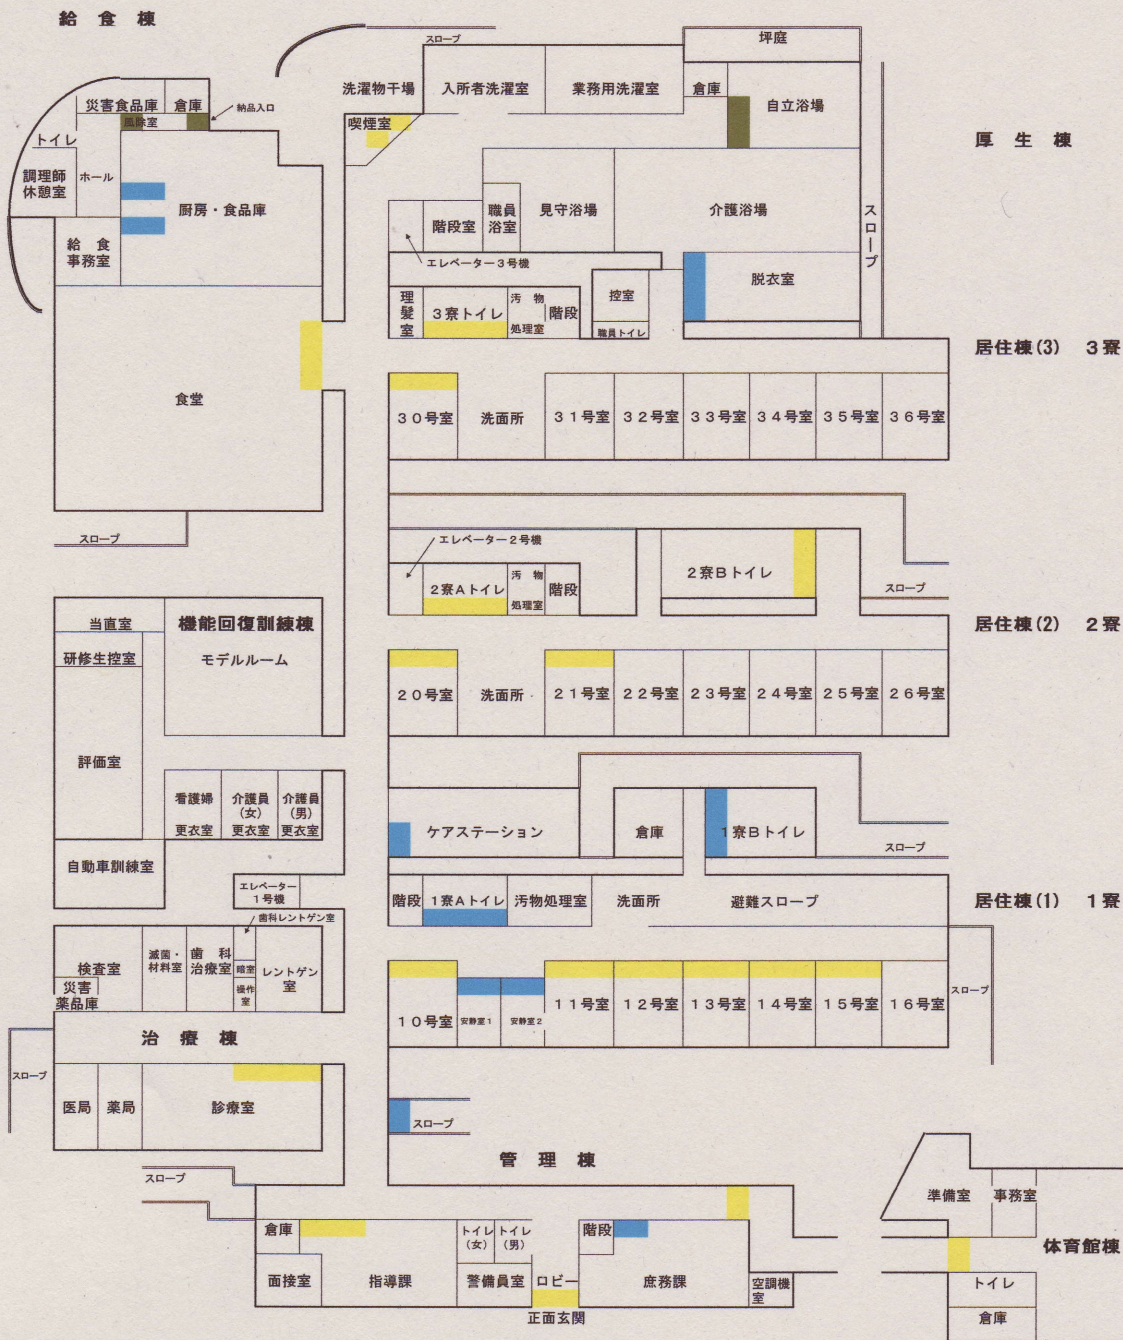 給 食 棟
スロープ
坪庭
災害食品庫
倉庫
納品入口
風除室
洗濯物干場
入所者洗濯室
業務用洗濯室
倉庫
自立浴場
喫煙室
厚 生 棟
トイレ
調理師
休憩室
ホール
厨房・食品庫
給 食
事務室
階段室
職員
浴室
見守浴場
介護浴場
スロープ
エレベーター3号機
脱衣室
理髪室
3寮トイレ
汚 物
処理室
階段
控室
職員トイレ
居住棟(3) 3寮
食堂
30号室
洗面所
31号室
32号室
33号室
34号室
35号室
36号室
スロープ
エレベーター2号機
2寮Aトイレ
汚 物
処理室
階段
2寮Bトイレ
スロープ
居住棟(2) 2寮
当直室
機能回復訓練棟
研修生控室
モデルルーム
20号室
洗面所
21号室
22号室
23号室
24号室
25号室
26号室
評価室
看護婦
更衣室
介護員
(女)
更衣室
介護員
(男)
更衣室
ケアステーション
倉庫
1寮Bトイレ
スロープ
自動車訓練室
エレベーター
1号機
階段
1寮Aトイレ
汚物処理室
洗面所
避難スロープ
居住棟(1) 1寮
歯科レントゲン室
検査室
災害
薬品庫
滅菌・
材料室
歯 科
治療室
暗室
操作
室
レントゲン
室
10号室
安静室1
安静室2
11号室
12号室
13号室
14号室
15号室
16号室
スロープ
治 療 棟
スロープ
医局
薬局
診療室
スロープ
管 理 棟
スロープ
準備室
事務室
倉庫
トイレ
(女)
トイレ
(男)
階段
体育館棟
面接室
指導課
警備員室
ロビー
庶務課
空調機
室
トイレ
正面玄関
倉庫